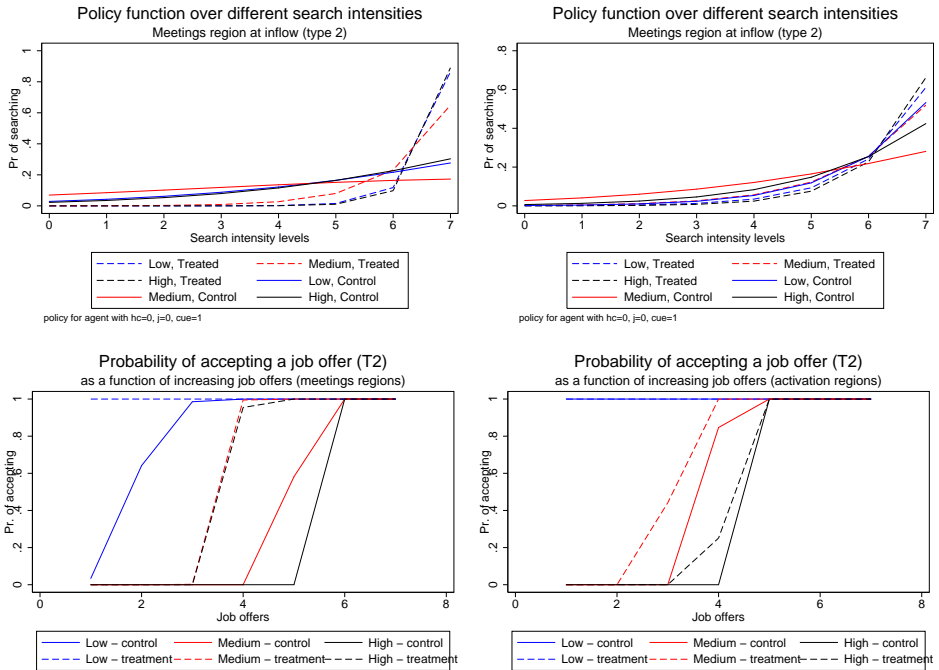 Policy function over different search intensities
Meetings region at inflow (type 2)
Pr of searching
0 .2 .4 .6 .8 1
0 1 2 3 4 5 6 7
Search intensity levels
Low, Treated Medium, Treated
High, Treated Low, Control
Medium, Control High, Control
policy for agent with hc=0, j=0, cue=1
Policy function over different search intensities
Meetings region at inflow (type 2)
Pr of searching
0 .2 .4 .6 .8
0 1 2 3 4 5 6 7
Search intensity levels
Low, Treated Medium, Treated
High, Treated Low, Control
Medium, Control High, Control
policy for agent with hc=0, j=0, cue=1
Probability of accepting a job offer (T2)
as a function of increasing job offers (meetings regions)
Pr. of accepting
0 .2 .4 .6 .8 1
0 2 4 6 8
Job offers
Low – control Medium – control High – control
Low – treatment Medium – treatment High – treatment
Probability of accepting a job offer (T2)
as a function of increasing job offers (activation regions)
Pr. of accepting
0 .2 .4 .6 .8 1
0 2 4 6 8
Job offers
Low – control Medium – control High – control
Low – treatment Medium – treatment High – treatment